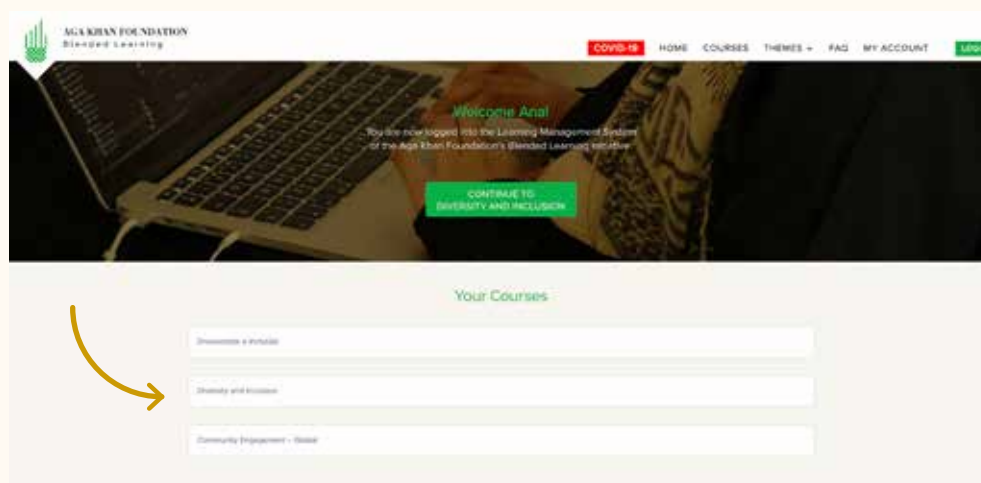 AGA KHAN FOUNDATION
Blended Learning
COVID-19 HOME COURSES THEMES FAQ MY ACCOUNT
Welcome Ana!
You are now logged into the Learning Management System
of the Aga Khan Foundation's Blended Learning Initiative.
CONTINUE TO
DIVERSITY AND INCLUSION
Your Courses
Diversity and Inclusion
Community Engagement – Global